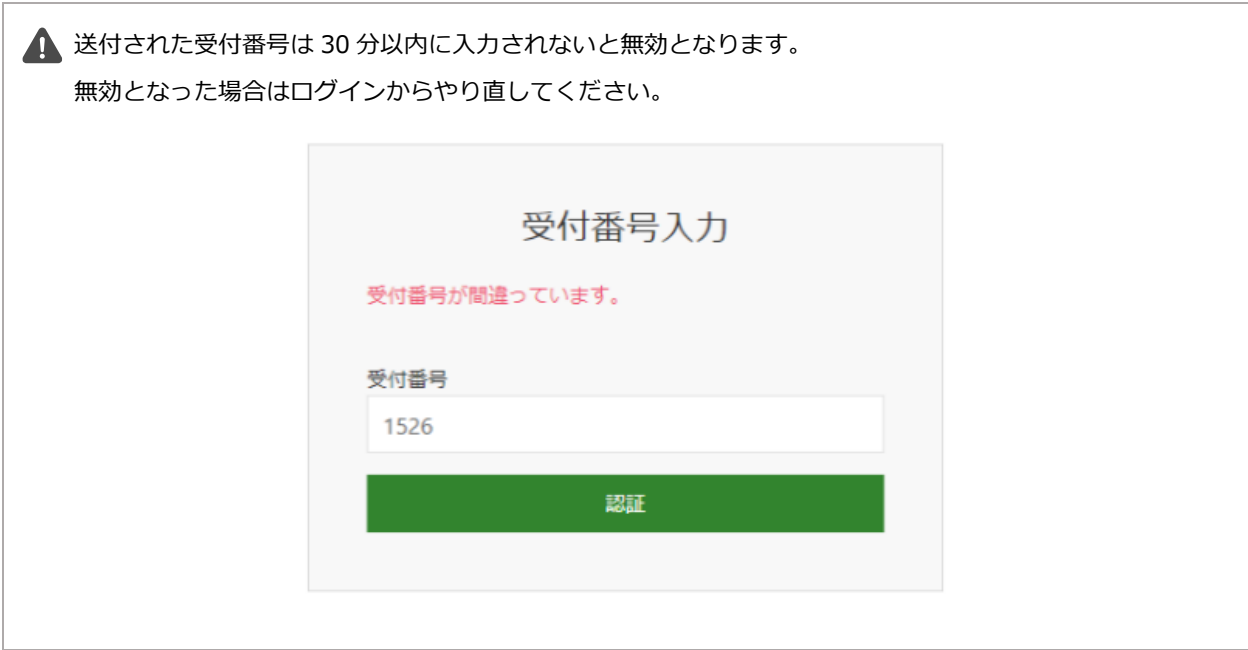 送付された受付番号は 30 分以内に入力されないと無効となります。
無効となった場合はログインからやり直してください。
受付番号入力
受付番号が間違っています。
受付番号
1526
認証